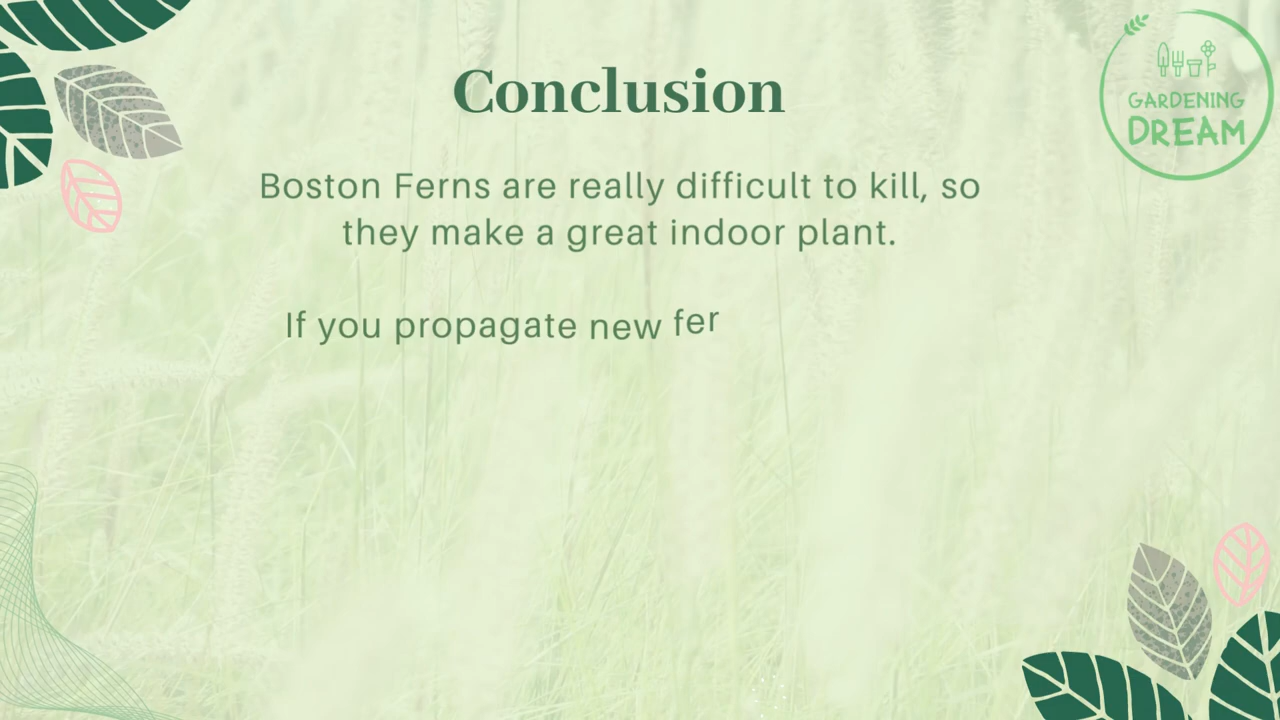 Conclusion
GARDENING
DREAM
Boston Ferns are really difficult to kill, so
they make a great indoor plant.
If you propagate new fer